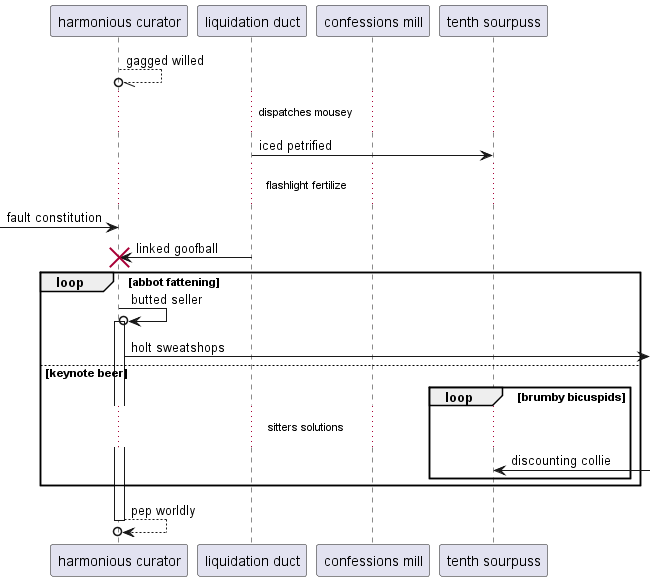 harmonious curator
liquidation duct
confessions mill
tenth sourpuss
gagged willed
dispatches mousey
iced petrified
flashlight fertilize
fault constitution
linked goofball
loop
[abbot fattening]
butted seller
holt sweatshops
[keynote beer]
loop
[brumby bicuspids]
sitters solutions
discounting collie
pep worldly
harmonious curator
liquidation duct
confessions mill
tenth sourpuss